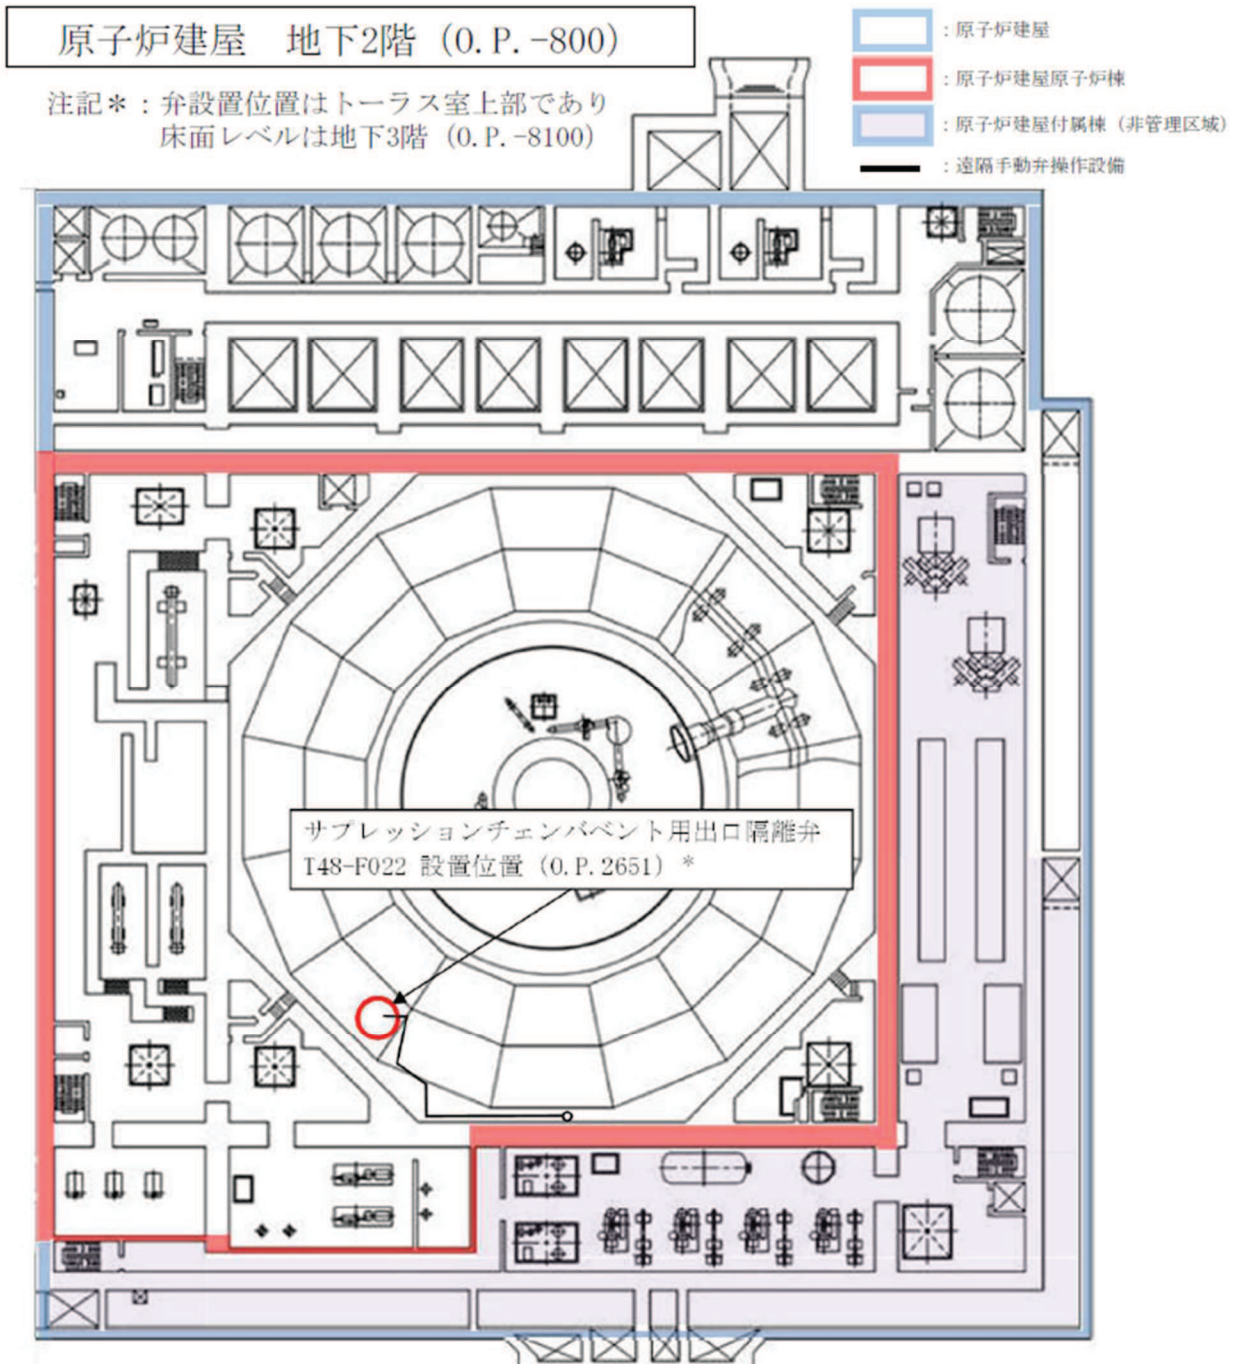 原子炉建屋　地下2階（O.P.-800）
注記＊：弁設置位置はトーラス室上部であり
床面レベルは地下3階（O.P.-8100）
：原子炉建屋
：原子炉建屋原子炉棟
：原子炉建屋付属棟（非管理区域）
：遠隔手動弁操作設備
サプレッションチェンバベント用出口隔離弁
T48-F022 設置位置（O.P.2651）＊